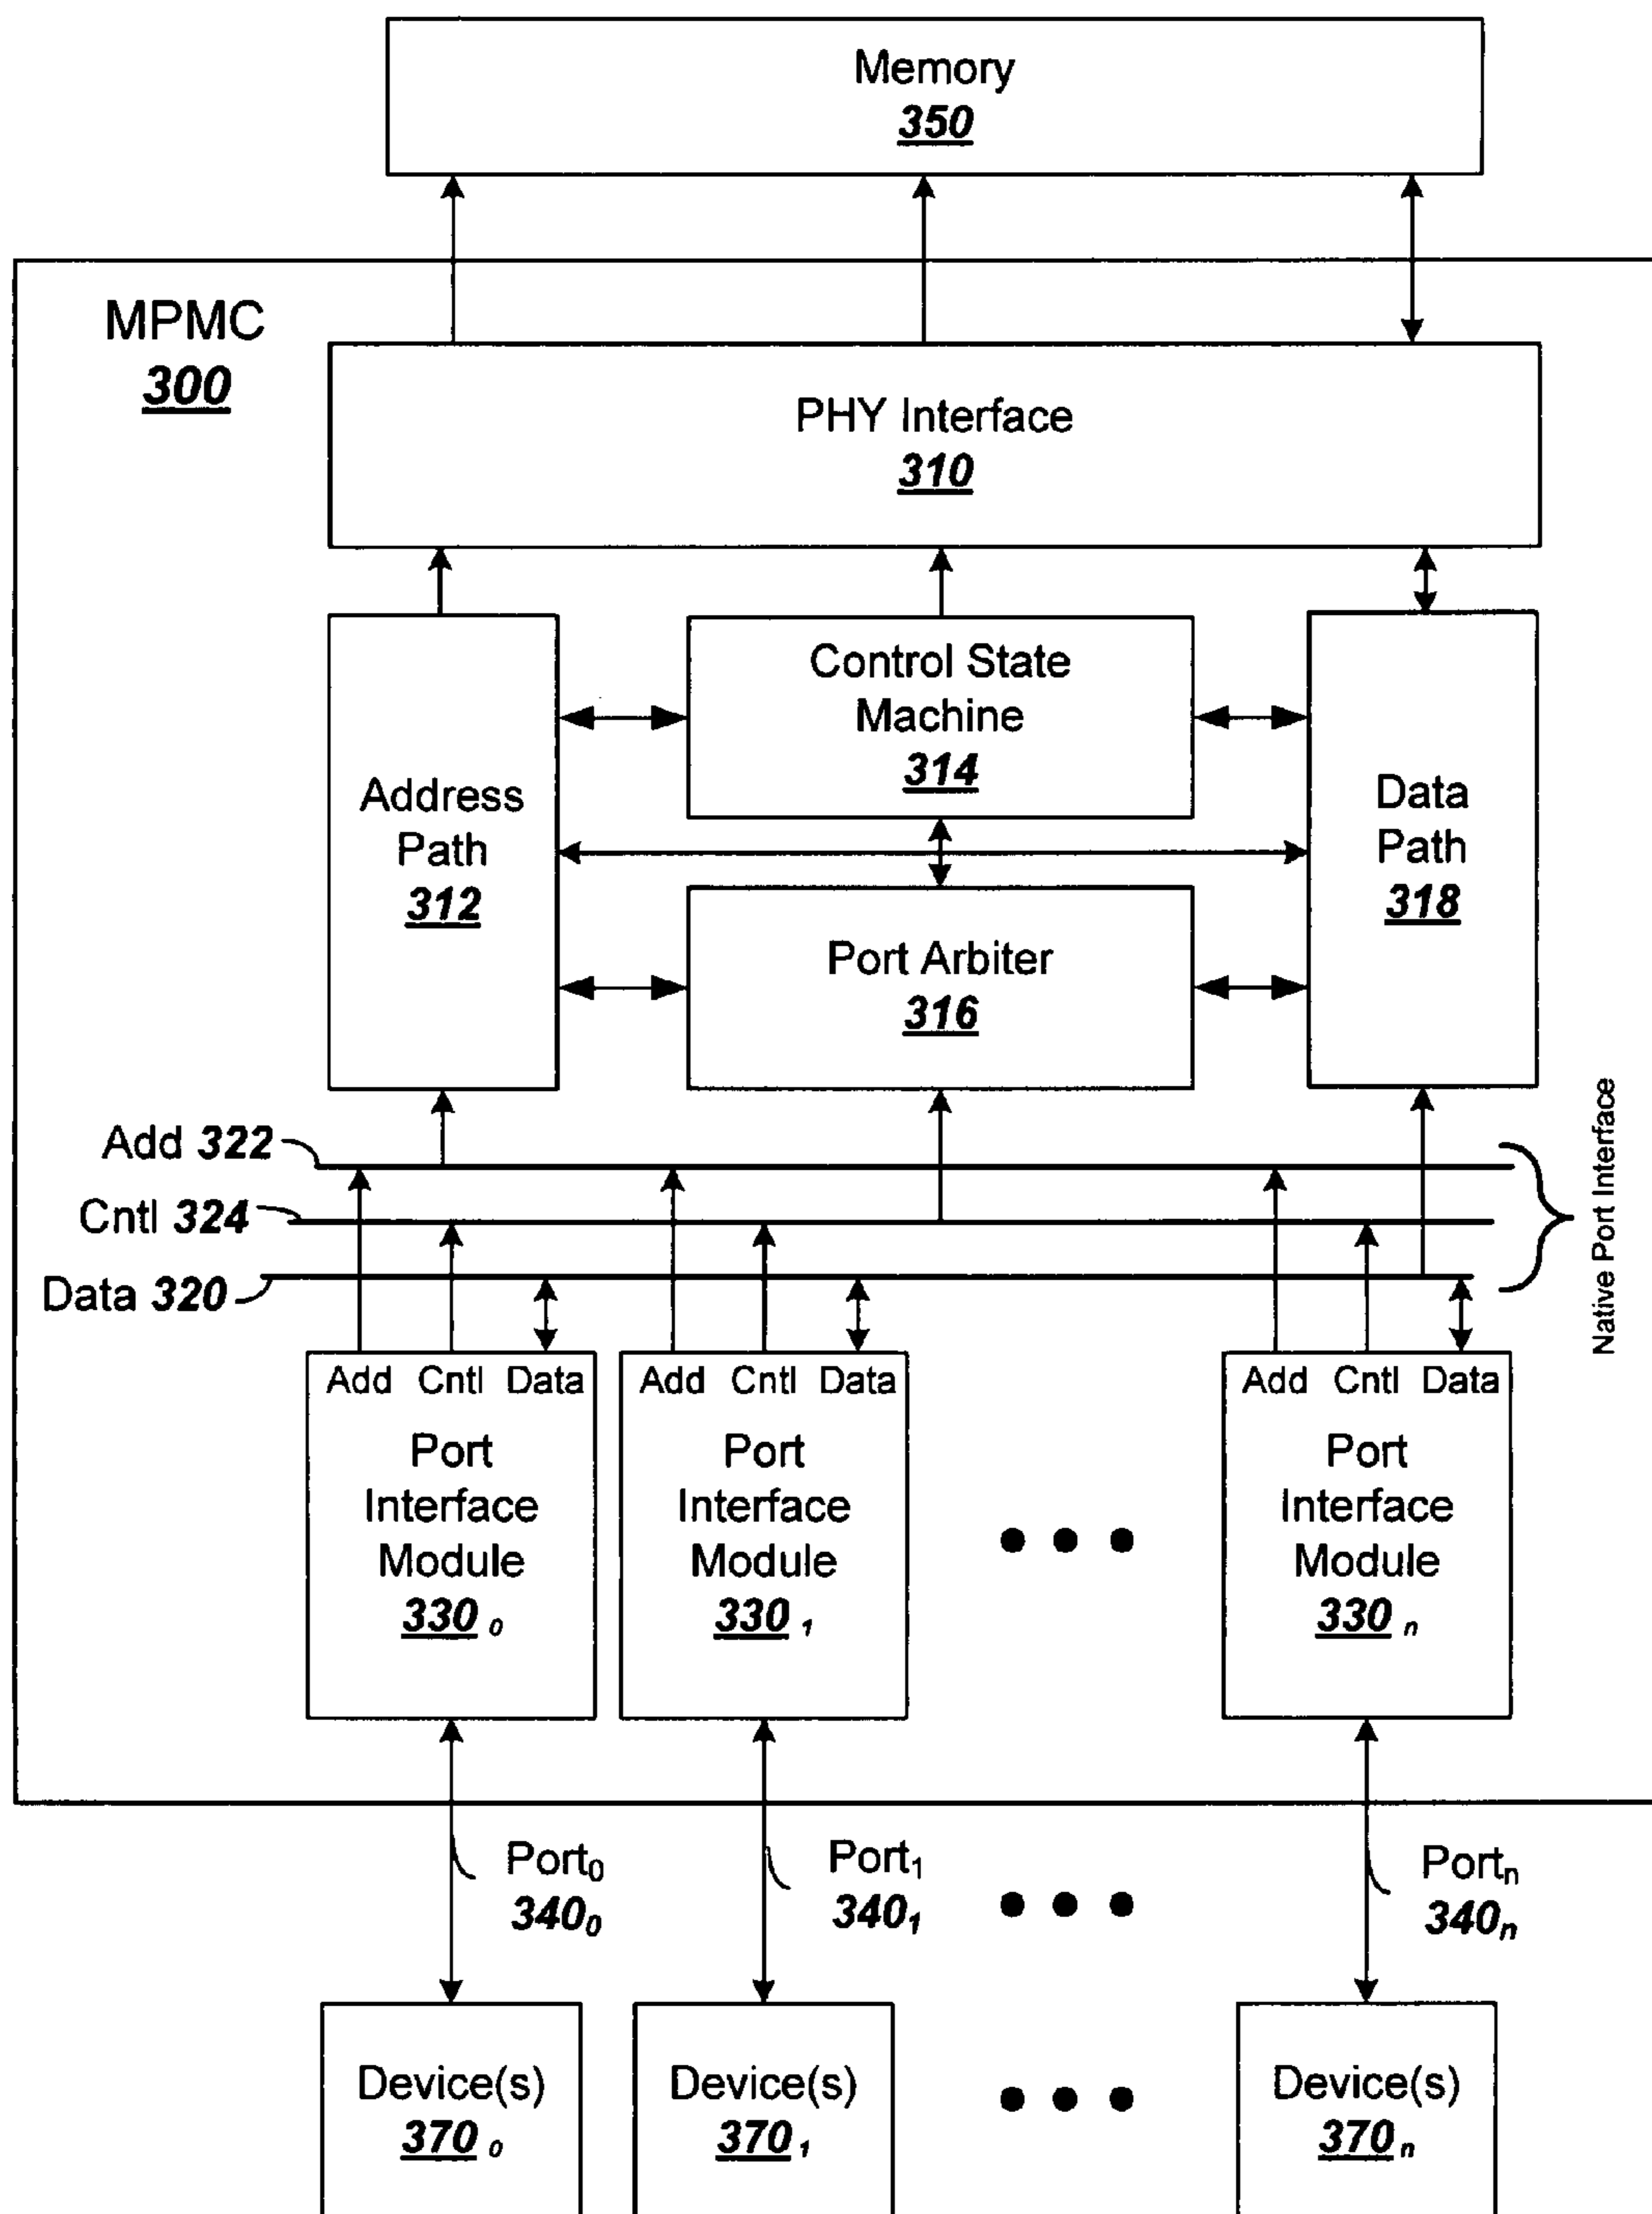 Memory
350
MPMC
300
PHY Interface
310
Control State
Machine
314
Address
Path
312
Data
Path
318
Port Arbiter
316
Native Port Interface
Add 322
Cntl 324
Data 320
Add Cntl Data
Port
Interface
Module
330 0
Add Cntl Data
Port
Interface
Module
330 1
Add Cntl Data
Port
Interface
Module
330 n
Port0
3400
Port1
3401
Portn
340n
Device(s)
370 0
Device(s)
370 1
Device(s)
370 n